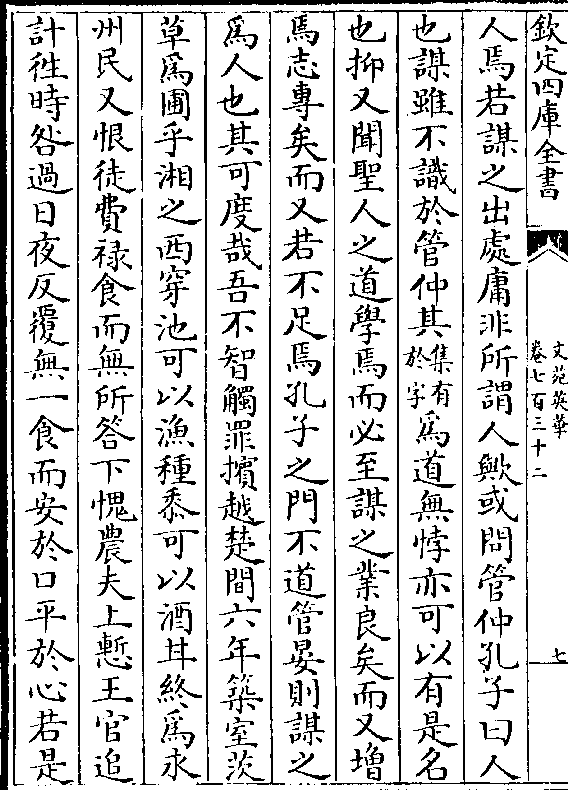 欽定四庫全書
文苑英華
卷七百三十二
七
人焉若謀之出處庸非所謂人歟或問管仲孔子曰人
也謀雖不識於管仲其集有於字為道無悖亦可以有是名
也抑又聞聖人之道學焉而必至謀之業良矣而又增
焉志專矣而又若不足焉孔子之門不道管晏則謀之
為人也其可度哉吾不智觸罪擯越楚間六年築室茨
草為圃乎湘之西穿池可以漁種黍可以酒甘終為永
州民又恨徒費祿食而無所答下愧農夫上慙王官追
計徃時咎過日夜反覆無一食而安於口平於心若是